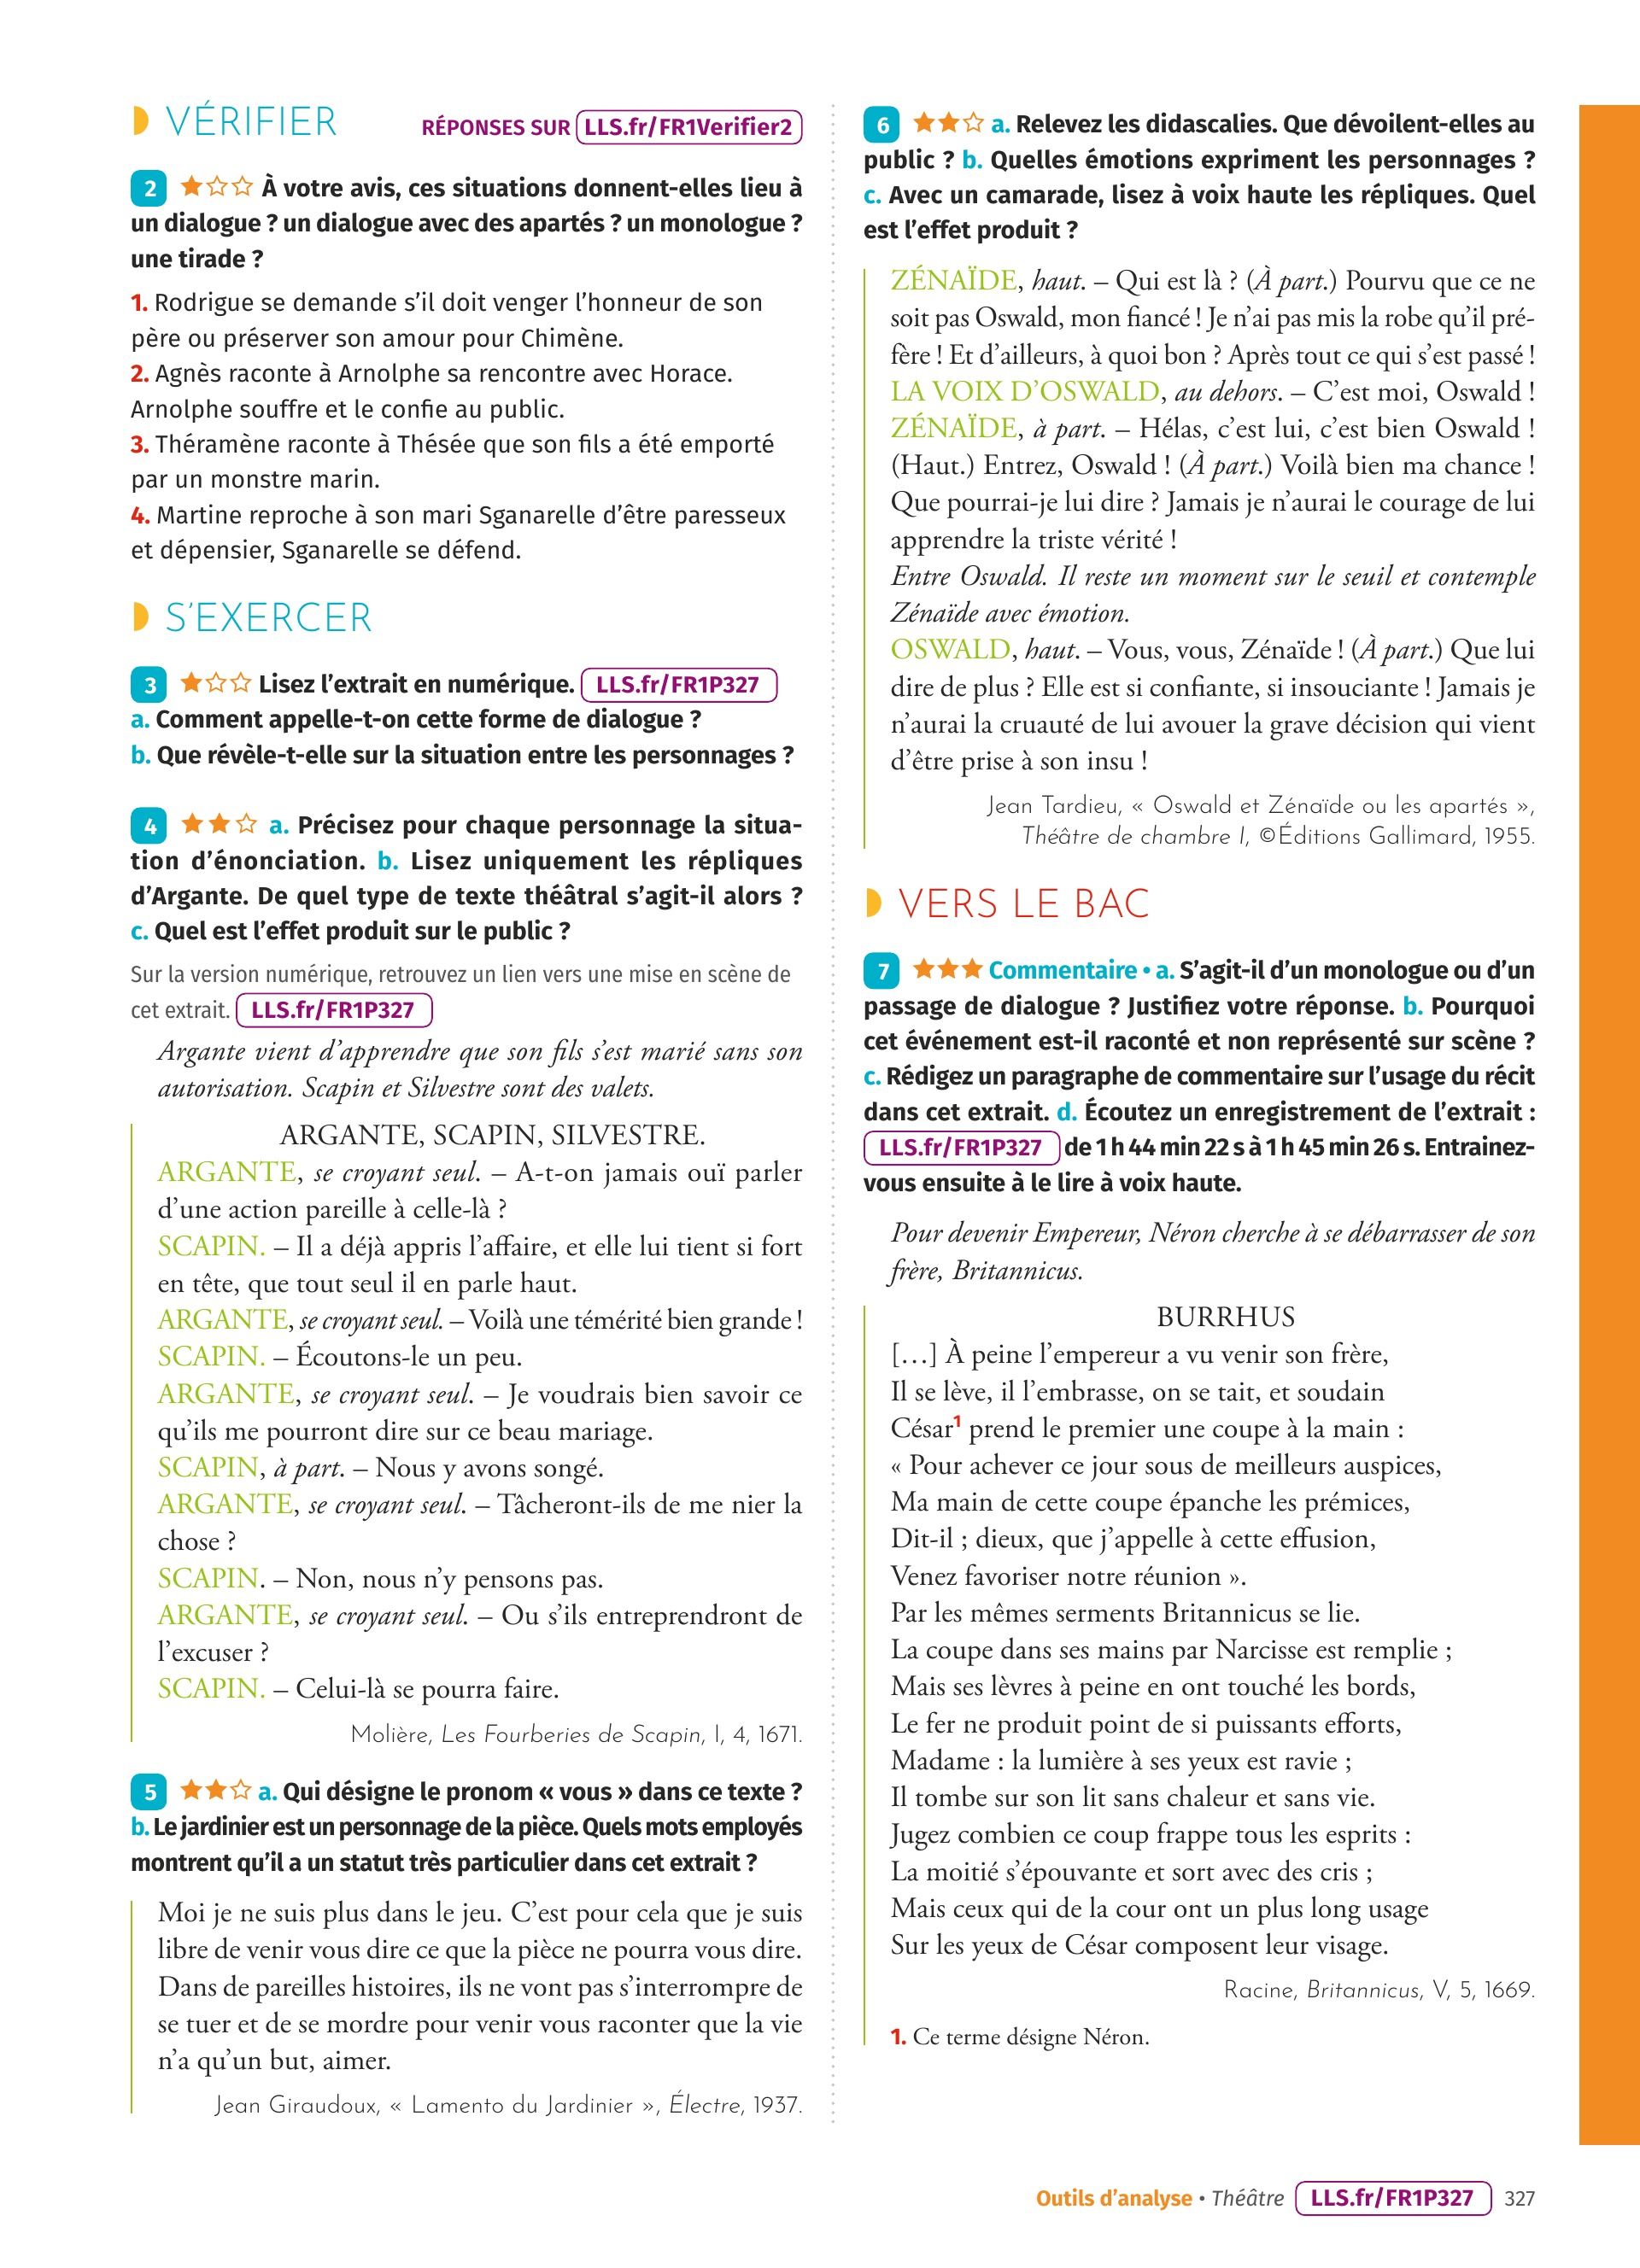 VÉRIFIER
RÉPONSES SUR LLS.fr/FR1Verifier2
2 ★☆☆ À votre avis, ces situations donnent-elles lieu à
un dialogue ? un dialogue avec des apartés ? un monologue ?
une tirade ?
1. Rodrigue se demande s’il doit venger l’honneur de son
père ou préserver son amour pour Chimène.
2. Agnès raconte à Arnolphe sa rencontre avec Horace.
Arnolphe souffre et le confie au public.
3. Théramène raconte à Thésée que son fils a été emporté
par un monstre marin.
4. Martine reproche à son mari Sganarelle d’être paresseux
et dépensier, Sganarelle se défend.
S’EXERCER
3 ★☆☆ Lisez l’extrait en numérique. LLS.fr/FR1P327
a. Comment appelle-t-on cette forme de dialogue ?
b. Que révèle-t-elle sur la situation entre les personnages ?
4 ★★☆ a. Précisez pour chaque personnage la situa-
tion d’énonciation. b. Lisez uniquement les répliques
d’Argante. De quel type de texte théâtral s’agit-il alors ?
c. Quel est l’effet produit sur le public ?
Sur la version numérique, retrouvez un lien vers une mise en scène de
cet extrait. LLS.fr/FR1P327
Argante vient d’apprendre que son fils s’est marié sans son
autorisation. Scapin et Silvestre sont des valets.
ARGANTE, SCAPIN, SILVESTRE.
ARGANTE, se croyant seul. – A-t-on jamais ouï parler
d’une action pareille à celle-là ?
SCAPIN. – Il a déjà appris l’affaire, et elle lui tient si fort
en tête, que tout seul il en parle haut.
ARGANTE, se croyant seul. – Voilà une témérité bien grande !
SCAPIN. – Écoutons-le un peu.
ARGANTE, se croyant seul. – Je voudrais bien savoir ce
qu’ils me pourront dire sur ce beau mariage.
SCAPIN, à part. – Nous y avons songé.
ARGANTE, se croyant seul. – Tâcheront-ils de me nier la
chose ?
SCAPIN. – Non, nous n’y pensons pas.
ARGANTE, se croyant seul. – Ou s’ils entreprendront de
l’excuser ?
SCAPIN. – Celui-là se pourra faire.
Molière, Les Fourberies de Scapin, I, 4, 1671.
5 ★★☆ a. Qui désigne le pronom « vous » dans ce texte ?
b. Le jardinier est un personnage de la pièce. Quels mots employés
montrent qu’il a un statut très particulier dans cet extrait ?
Moi je ne suis plus dans le jeu. C’est pour cela que je suis
libre de venir vous dire ce que la pièce ne pourra vous dire.
Dans de pareilles histoires, ils ne vont pas s’interrompre de
se tuer et de se mordre pour venir vous raconter que la vie
n’a qu’un but, aimer.
Jean Giraudoux, « Lamento du Jardinier », Électre, 1937.
6 ★★☆ a. Relevez les didascalies. Que dévoilent-elles au
public ? b. Quelles émotions expriment les personnages ?
c. Avec un camarade, lisez à voix haute les répliques. Quel
est l’effet produit ?
ZÉNAÏDE, haut. – Qui est là ? (À part.) Pourvu que ce ne
soit pas Oswald, mon fiancé ! Je n’ai pas mis la robe qu’il pré-
fère ! Et d’ailleurs, à quoi bon ? Après tout ce qui s’est passé !
LA VOIX D’OSWALD, au dehors. – C’est moi, Oswald !
ZÉNAÏDE, à part. – Hélas, c’est lui, c’est bien Oswald !
(Haut.) Entrez, Oswald ! (À part.) Voilà bien ma chance !
Que pourrai-je lui dire ? Jamais je n’aurai le courage de lui
apprendre la triste vérité !
Entre Oswald. Il reste un moment sur le seuil et contemple
Zénaïde avec émotion.
OSWALD, haut. – Vous, vous, Zénaïde ! (À part.) Que lui
dire de plus ? Elle est si confiante, si insouciante ! Jamais je
n’aurai la cruauté de lui avouer la grave décision qui vient
d’être prise à son insu !
Jean Tardieu, « Oswald et Zénaïde ou les apartés »,
Théâtre de chambre I, ©Éditions Gallimard, 1955.
VERS LE BAC
7 ★★★ Commentaire • a. S’agit-il d’un monologue ou d’un
passage de dialogue ? Justifiez votre réponse. b. Pourquoi
cet événement est-il raconté et non représenté sur scène ?
c. Rédigez un paragraphe de commentaire sur l’usage du récit
dans cet extrait. d. Écoutez un enregistrement de l’extrait :
LLS.fr/FR1P327 de 1 h 44 min 22 s à 1 h 45 min 26 s. Entrainez-
vous ensuite à le lire à voix haute.
Pour devenir Empereur, Néron cherche à se débarrasser de son
frère, Britannicus.
BURRHUS
[…] À peine l’empereur a vu venir son frère,
Il se lève, il l’embrasse, on se tait, et soudain
César1 prend le premier une coupe à la main :
« Pour achever ce jour sous de meilleurs auspices,
Ma main de cette coupe épanche les prémices,
Dit-il ; dieux, que j’appelle à cette effusion,
Venez favoriser notre réunion ».
Par les mêmes serments Britannicus se lie.
La coupe dans ses mains par Narcisse est remplie ;
Mais ses lèvres à peine en ont touché les bords,
Le fer ne produit point de si puissants efforts,
Madame : la lumière à ses yeux est ravie ;
Il tombe sur son lit sans chaleur et sans vie.
Jugez combien ce coup frappe tous les esprits :
La moitié s’épouvante et sort avec des cris ;
Mais ceux qui de la cour ont un plus long usage
Sur les yeux de César composent leur visage.
Racine, Britannicus, V, 5, 1669.
1. Ce terme désigne Néron.
Outils d’analyse • Théâtre LLS.fr/FR1P327 327